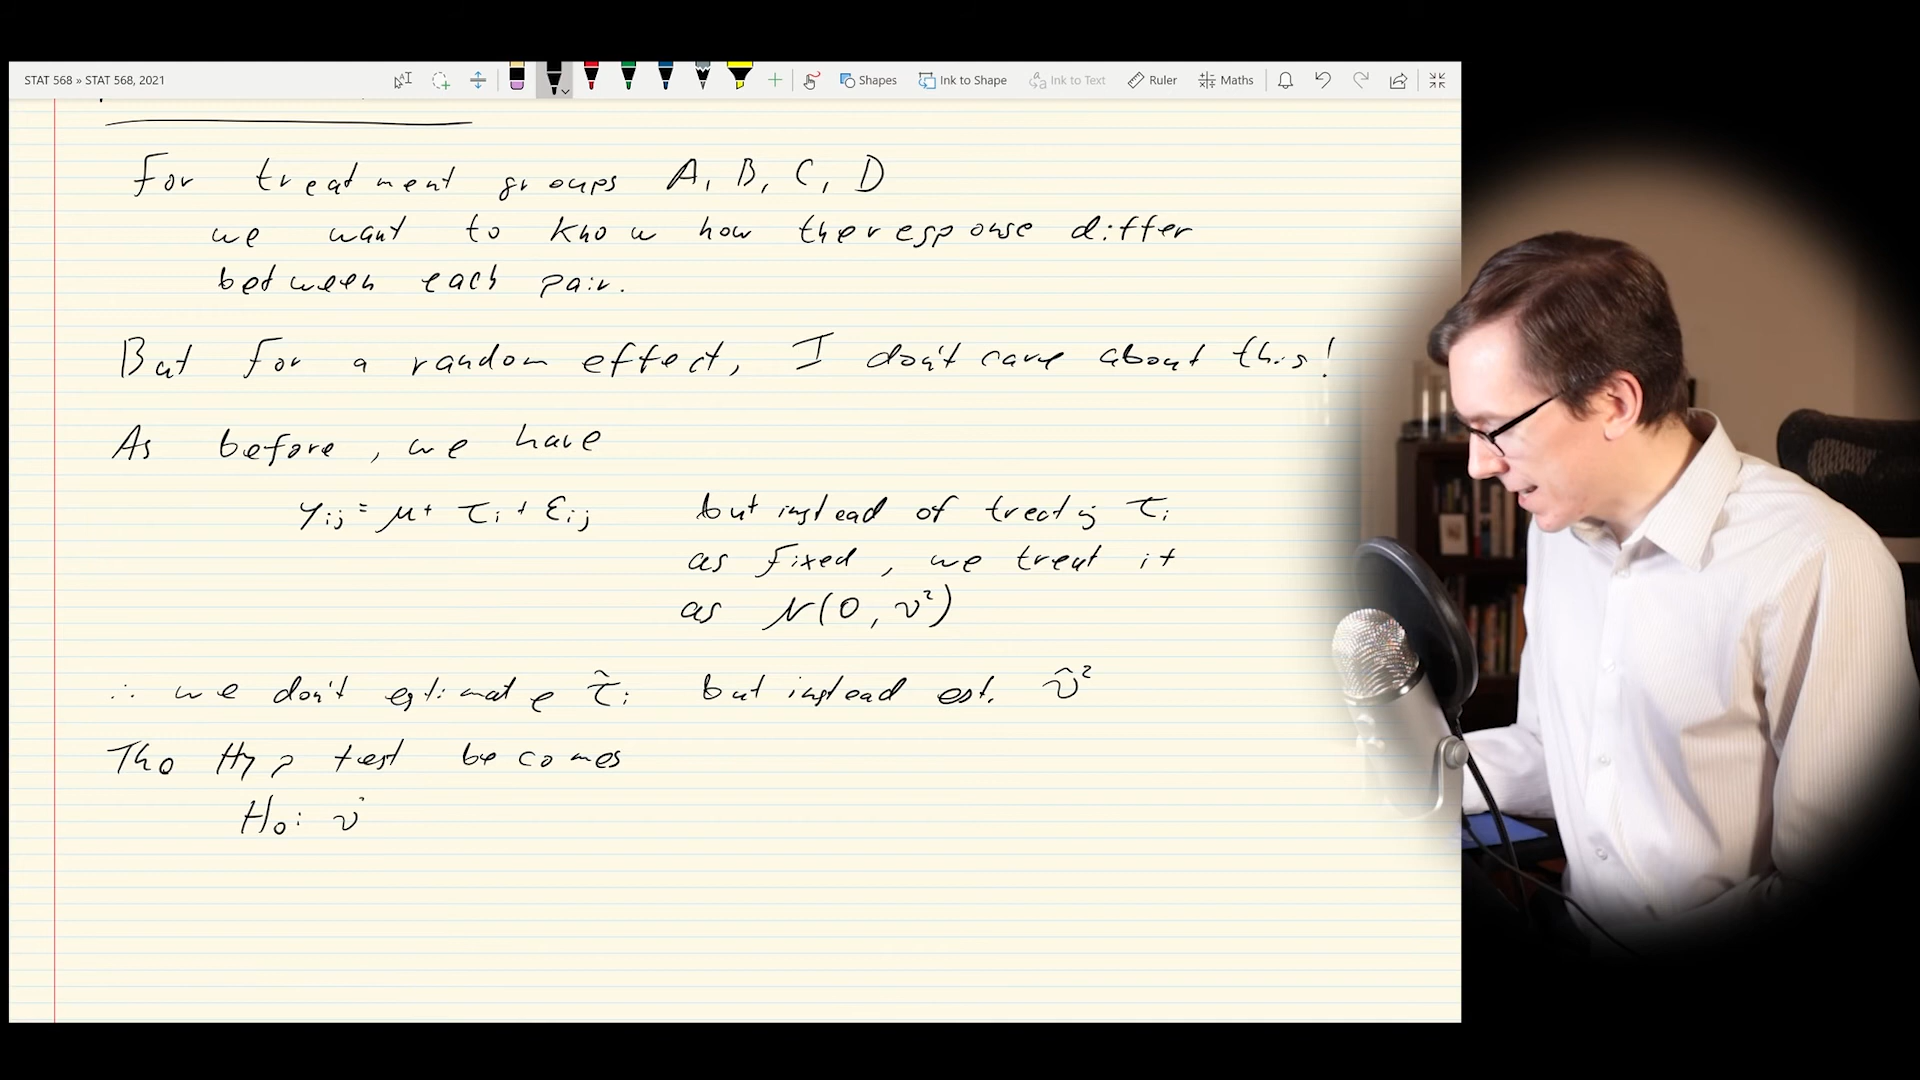 STAT 568 » STAT 568, 2021
Shapes Ink to Shape Ink to Text Ruler Maths
For treatment groups A, B, C, D
we want to know how the response differ
between each pair.
But for a random effect, I don't care about this!
As before, we have
yij = μ + τi + εij but instead of treating τi
as fixed, we treat it
as N(0, ν²)
∴ we don't estimate τ̂i but instead est. ν̂²
The Hyp test becomes
H0: ν